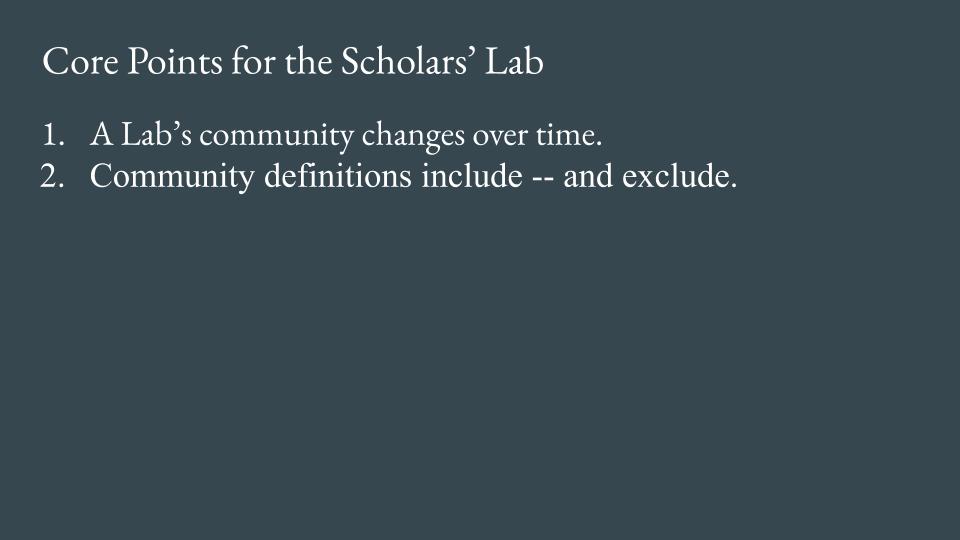 Core Points for the Scholars’ Lab
1. A Lab’s community changes over time.
2. Community definitions include -- and exclude.